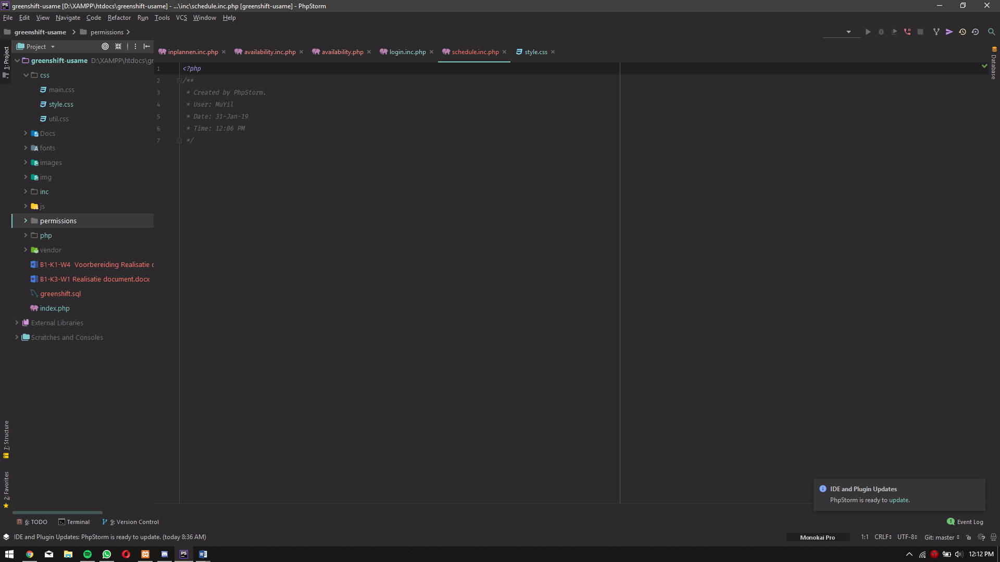 PS greenshift-usame [D:\XAMPP\htdocs\greenshift-usame] - ...\inc\schedule.inc.php [greenshift-usame] - PhpStorm
File Edit View Navigate Code Refactor Run Tools VCS Window Help
greenshift-usame permissions
1: Project
Project
inplannen.inc.php availability.inc.php availability.php login.inc.php schedule.inc.php style.css
Database
greenshift-usame D:\XAMPP\htdocs\gr
css
main.css
style.css
util.css
Docs
fonts
images
img
inc
js
permissions
php
vendor
B1-K1-W4  Voorbereiding Realisatie
B1-K3-W1 Realisatie document.docx
greenshift.sql
index.php
External Libraries
Scratches and Consoles
1 <?php
2 /**
3 * Created by PhpStorm.
4 * User: MuYil
5 * Date: 31-Jan-19
6 * Time: 12:06 PM
7 */
7: Structure
2: Favorites
IDE and Plugin Updates
PhpStorm is ready to update.
6: TODO Terminal 9: Version Control
1 Event Log
IDE and Plugin Updates: PhpStorm is ready to update. (today 8:36 AM)
Monokai Pro 1:1 CRLF UTF-8 Git: master
PS
12:12 PM